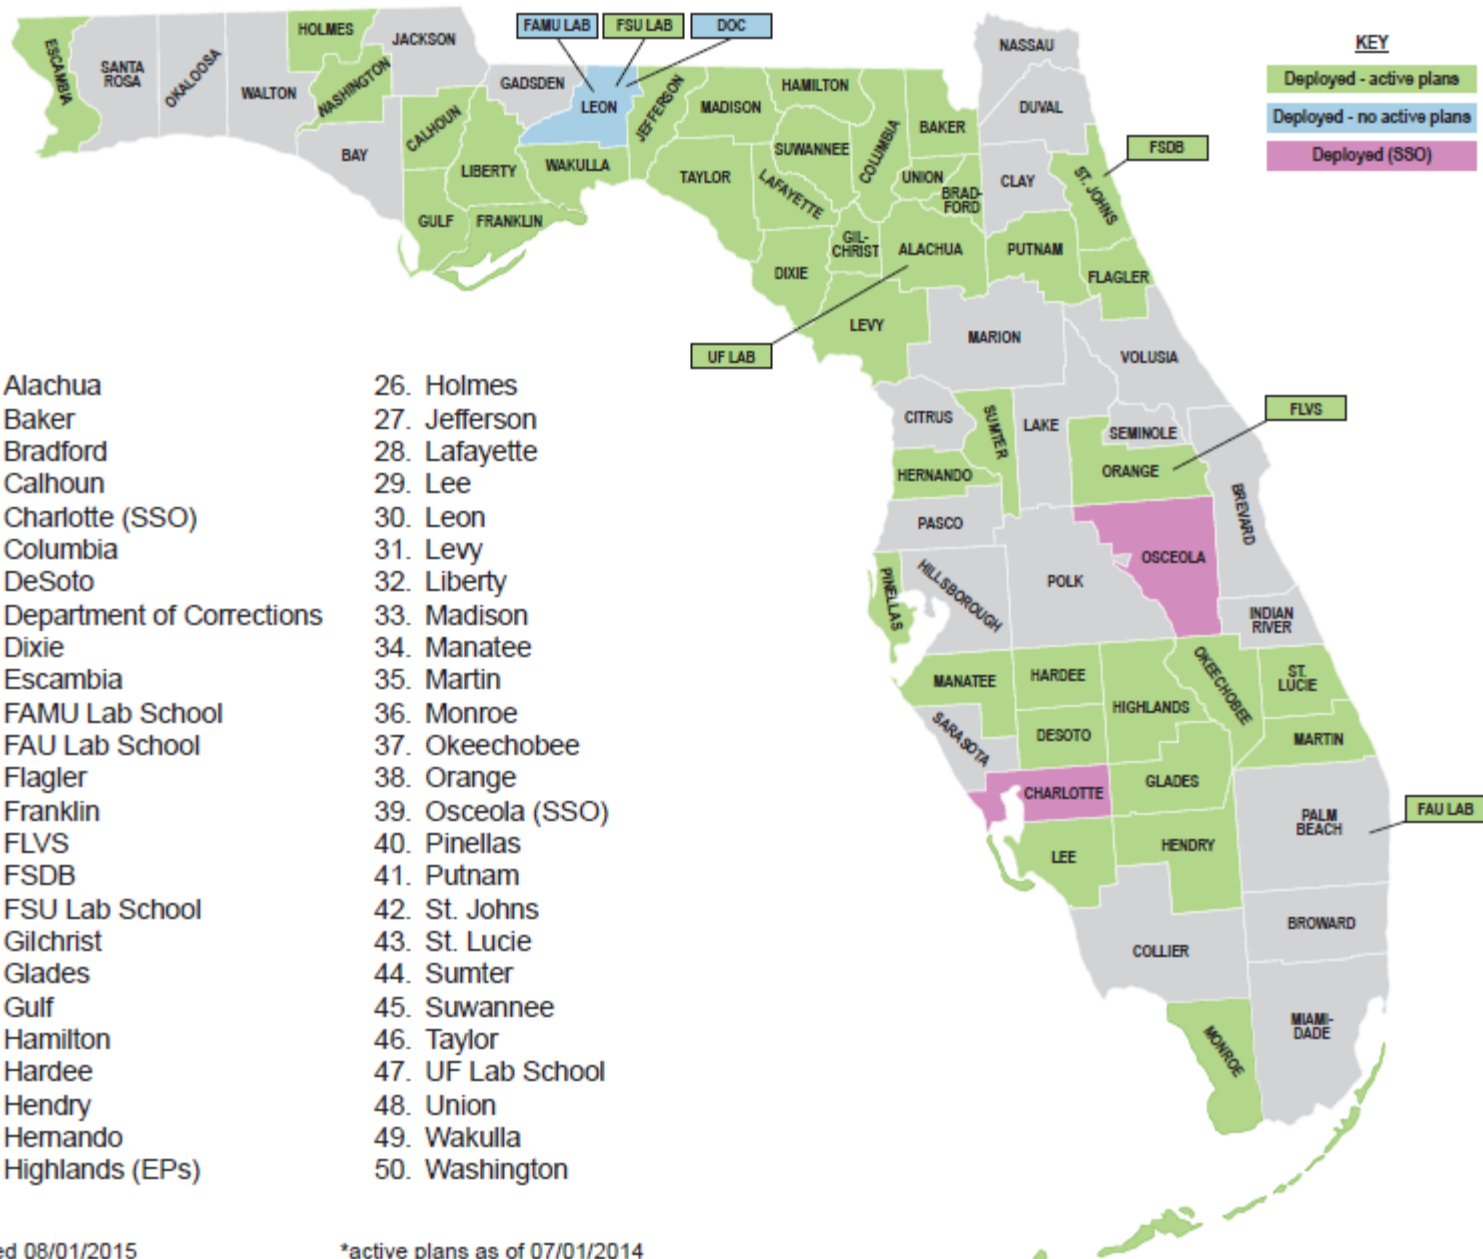 KEY
Deployed - active plans
Deployed - no active plans
Deployed (SSO)
FAMU LAB
FSU LAB
DOC
ESCAMBIA
SANTA
ROSA
OKALOOSA
WALTON
HOLMES
WASHINGTON
JACKSON
BAY
CALHOUN
GULF
LIBERTY
FRANKLIN
GADSDEN
LEON
WAKULLA
JEFFERSON
MADISON
TAYLOR
HAMILTON
SUWANNEE
LAFAYETTE
COLUMBIA
BAKER
UNION
BRAD-
FORD
NASSAU
DUVAL
CLAY
ST. JOHNS
FSDB
GIL-
CHRIST
ALACHUA
PUTNAM
FLAGLER
DIXIE
LEVY
UF LAB
MARION
VOLUSIA
CITRUS
SUMTER
LAKE
SEMINOLE
FLVS
HERNANDO
ORANGE
BREVARD
PASCO
OSCEOLA
PINELLAS
HILLSBOROUGH
POLK
INDIAN
RIVER
MANATEE
HARDEE
HIGHLANDS
OKEECHOBEE
ST.
LUCIE
SARASOTA
DESOTO
MARTIN
CHARLOTTE
GLADES
PALM
BEACH
FAU LAB
LEE
HENDRY
COLLIER
BROWARD
MIAMI-
DADE
MONROE
Alachua
Baker
Bradford
Calhoun
Charlotte (SSO)
Columbia
DeSoto
Department of Corrections
Dixie
Escambia
FAMU Lab School
FAU Lab School
Flagler
Franklin
FLVS
FSDB
FSU Lab School
Gilchrist
Glades
Gulf
Hamilton
Hardee
Hendry
Hernando
Highlands (EPs)
26. Holmes
27. Jefferson
28. Lafayette
29. Lee
30. Leon
31. Levy
32. Liberty
33. Madison
34. Manatee
35. Martin
36. Monroe
37. Okeechobee
38. Orange
39. Osceola (SSO)
40. Pinellas
41. Putnam
42. St. Johns
43. St. Lucie
44. Sumter
45. Suwannee
46. Taylor
47. UF Lab School
48. Union
49. Wakulla
50. Washington
ed 08/01/2015
*active plans as of 07/01/2014